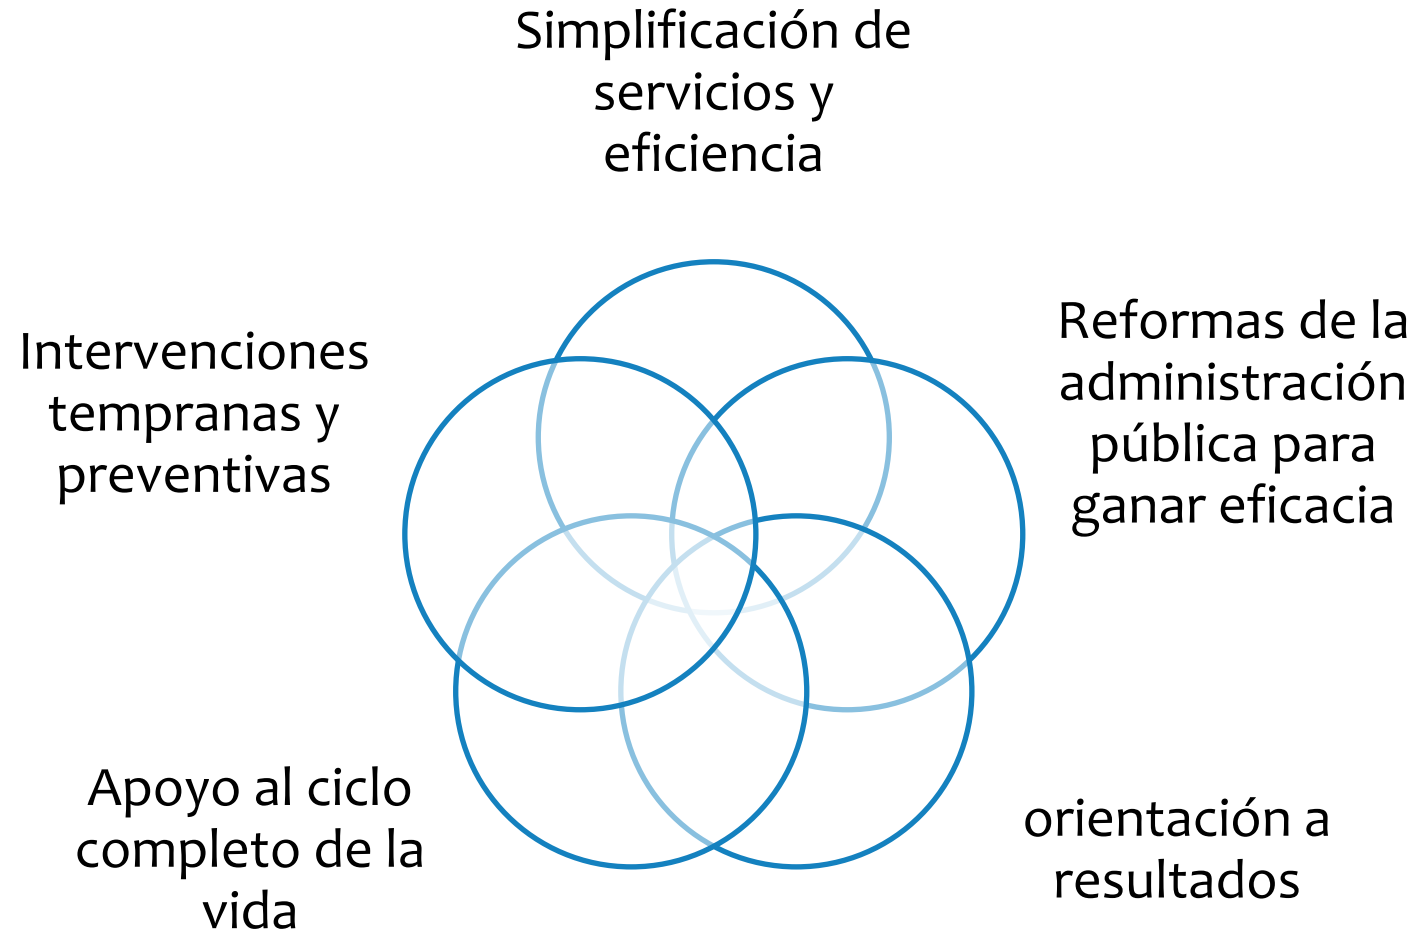 Simplificación de
servicios y
eficiencia
Reformas de la
administración
pública para
ganar eficacia
orientación a
resultados
Apoyo al ciclo
completo de la
vida
Intervenciones
tempranas y
preventivas